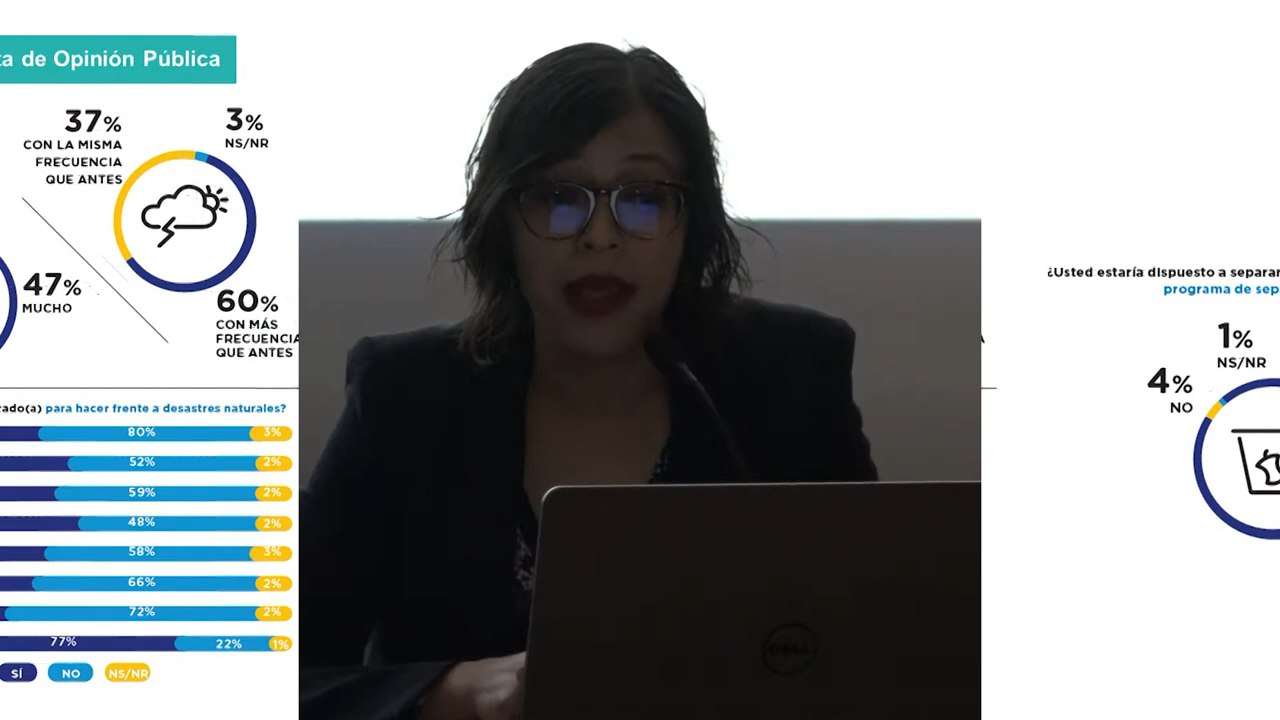 ta de Opinión Pública
37%
CON LA MISMA
FRECUENCIA
QUE ANTES
3%
NS/NR
47%
MUCHO
60%
CON MÁS
FRECUENCIA
QUE ANTES
rado(a) para hacer frente a desastres naturales?
80% 3%
52% 2%
59% 2%
48% 2%
58% 3%
66% 2%
72% 2%
77% 22% 1%
SÍ NO NS/NR
DELL
¿Usted estaría dispuesto a separar
programa de sep
1%
NS/NR
4%
NO